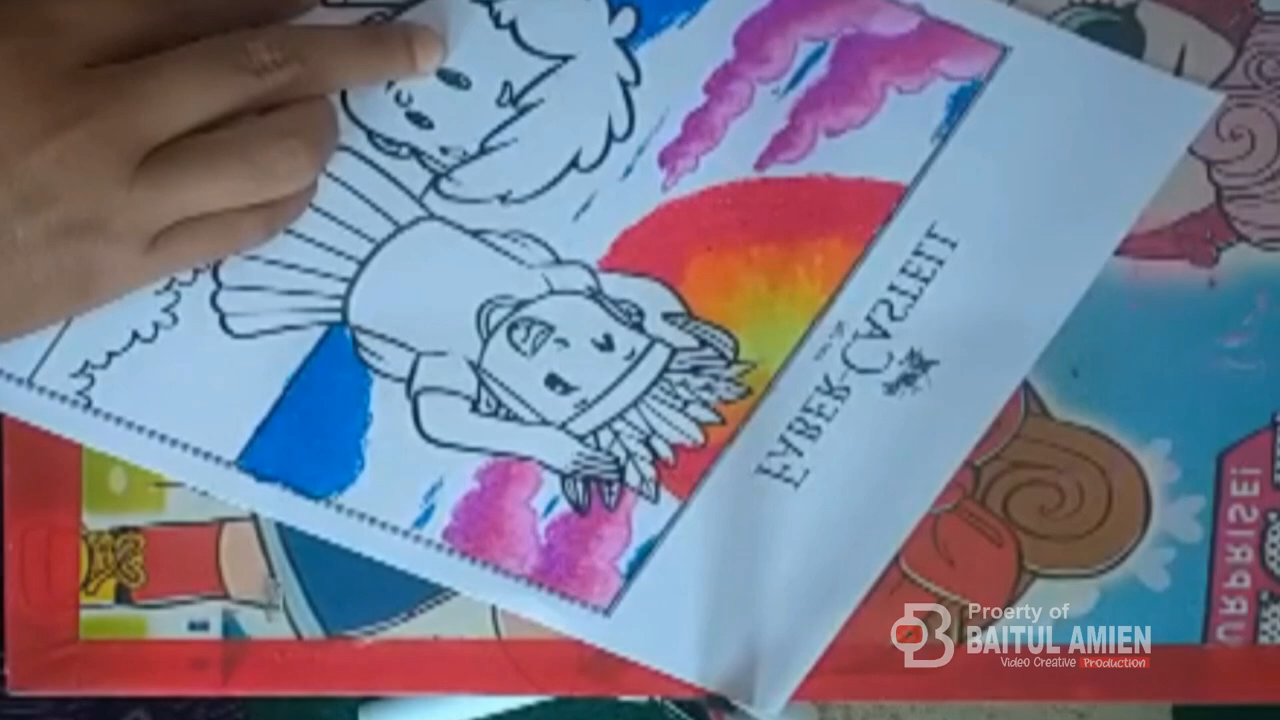 FABER-CASTELL
SURPRISE!
Proerty of
BAITUL AMIEN
Video Creative Production